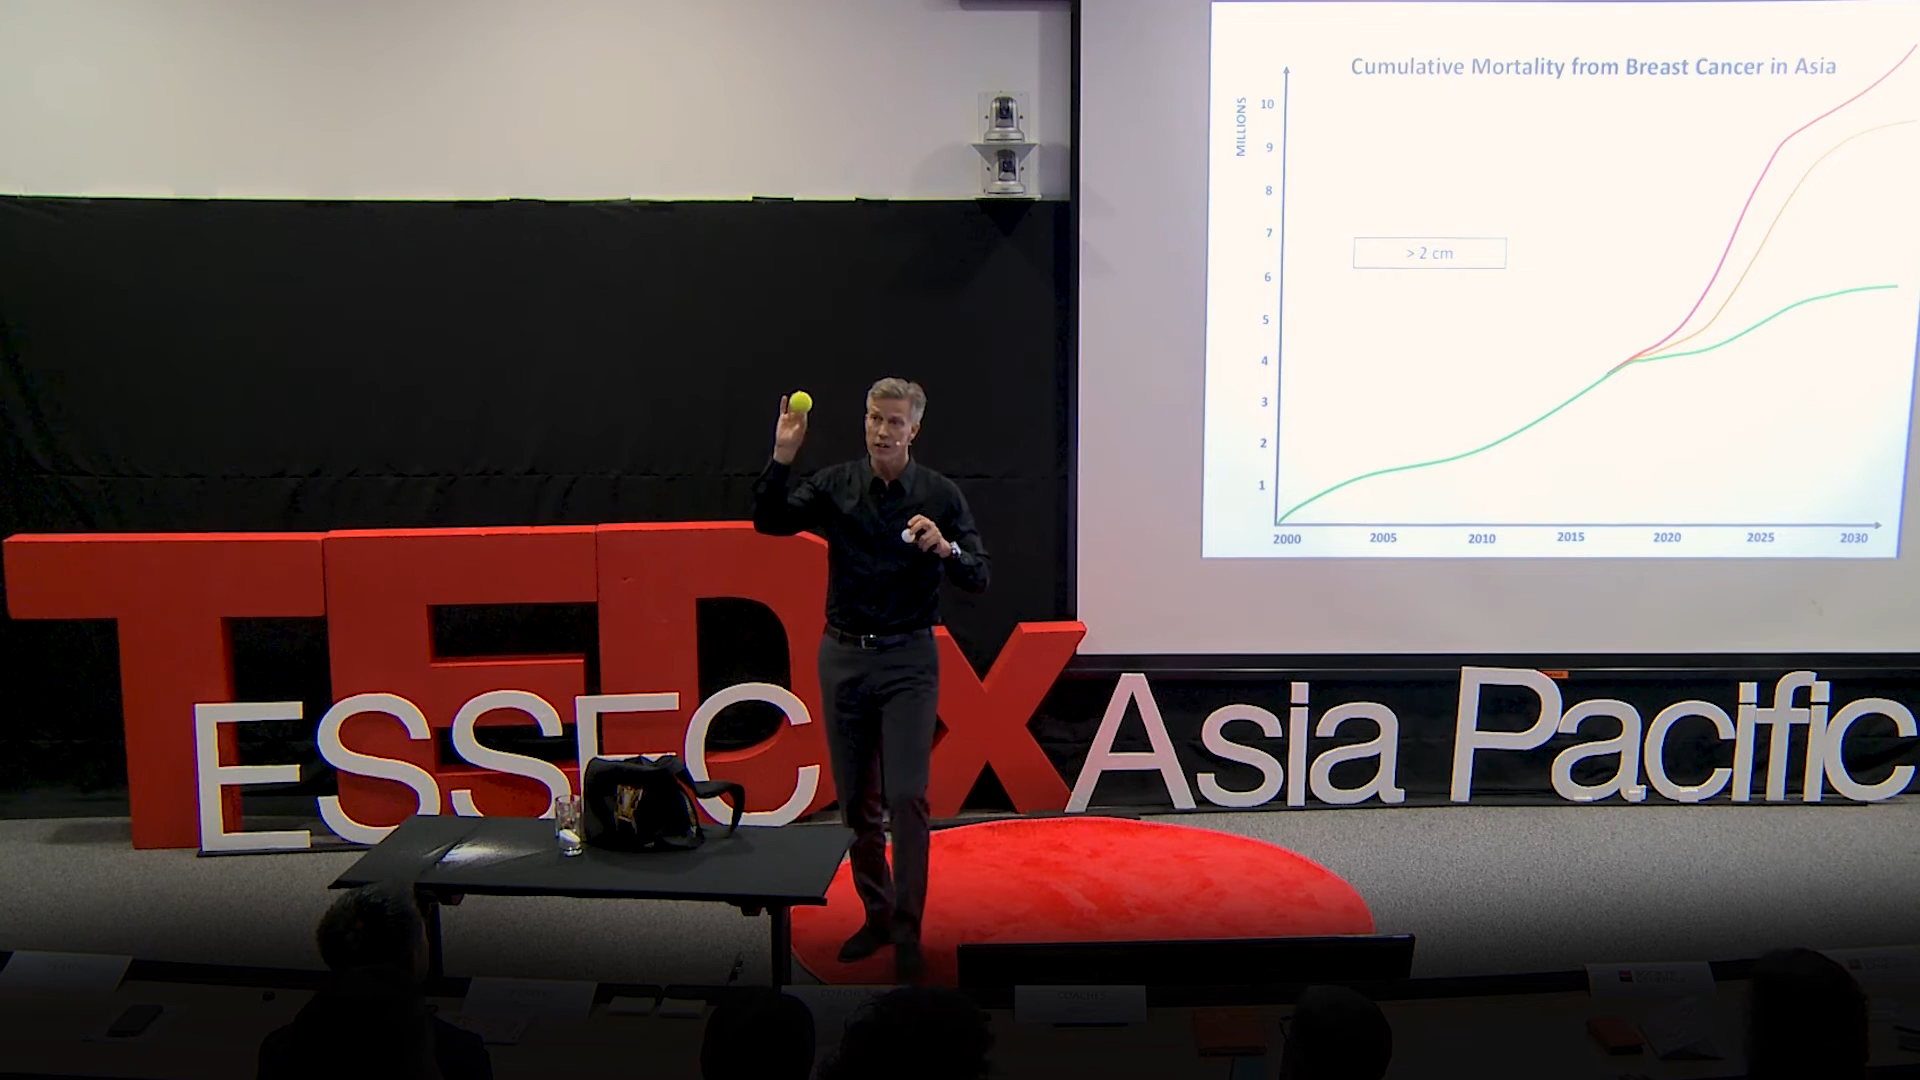 Cumulative Mortality from Breast Cancer in Asia
MILLIONS
10
9
8
7
6
5
4
3
2
1
> 2 cm
2000 2005 2010 2015 2020 2025 2030
TEDx
ESSEC Asia Pacific